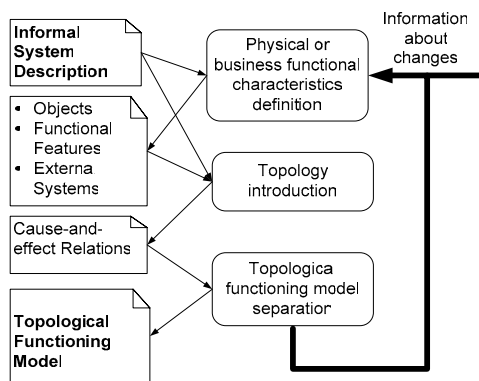 Informal
System
Description
Physical or
business functional
characteristics
definition
Information
about
changes
• Objects
• Functional
Features
• Externa
Systems
Topology
introduction
Cause-and-
effect Relations
Topologica
functioning model
separation
Topological
Functioning
Model